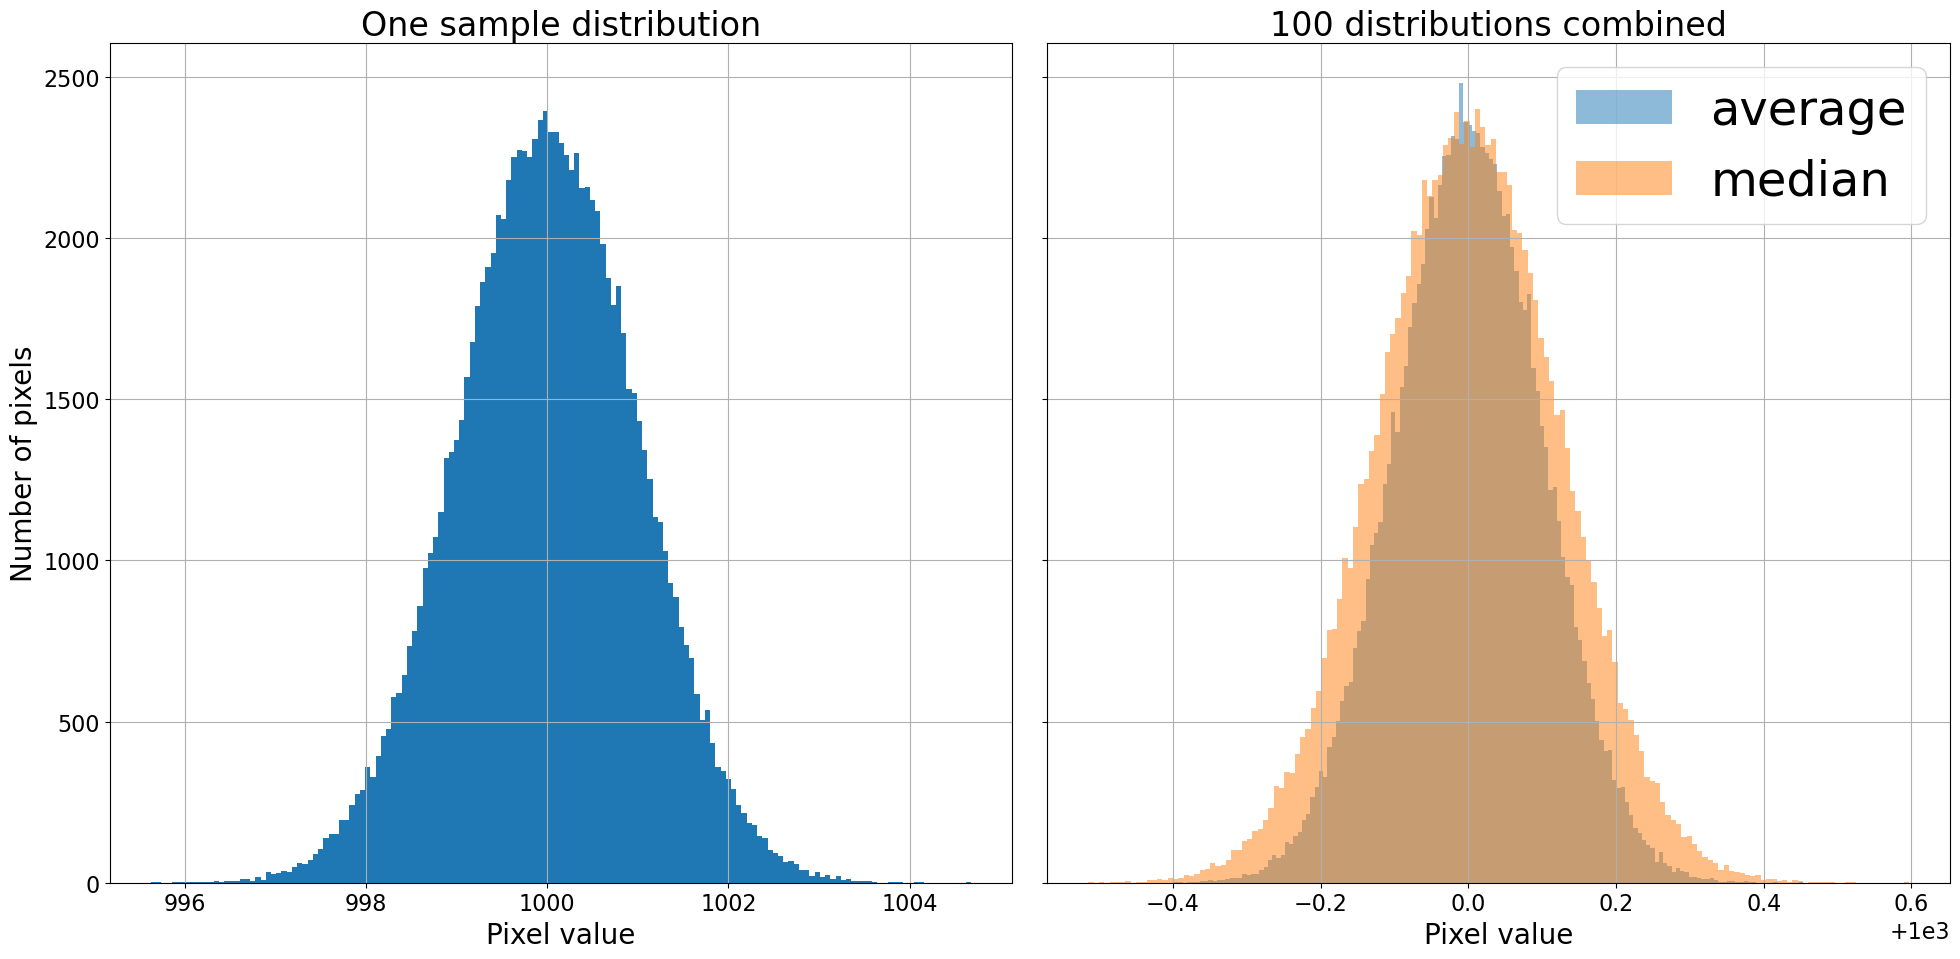 One sample distribution
100 distributions combined
average
median
Number of pixels
2500
2000
1500
1000
500
0
996
998
1000
1002
1004
Pixel value
−0.4
−0.2
0.0
0.2
0.4
0.6
+1e3
Pixel value